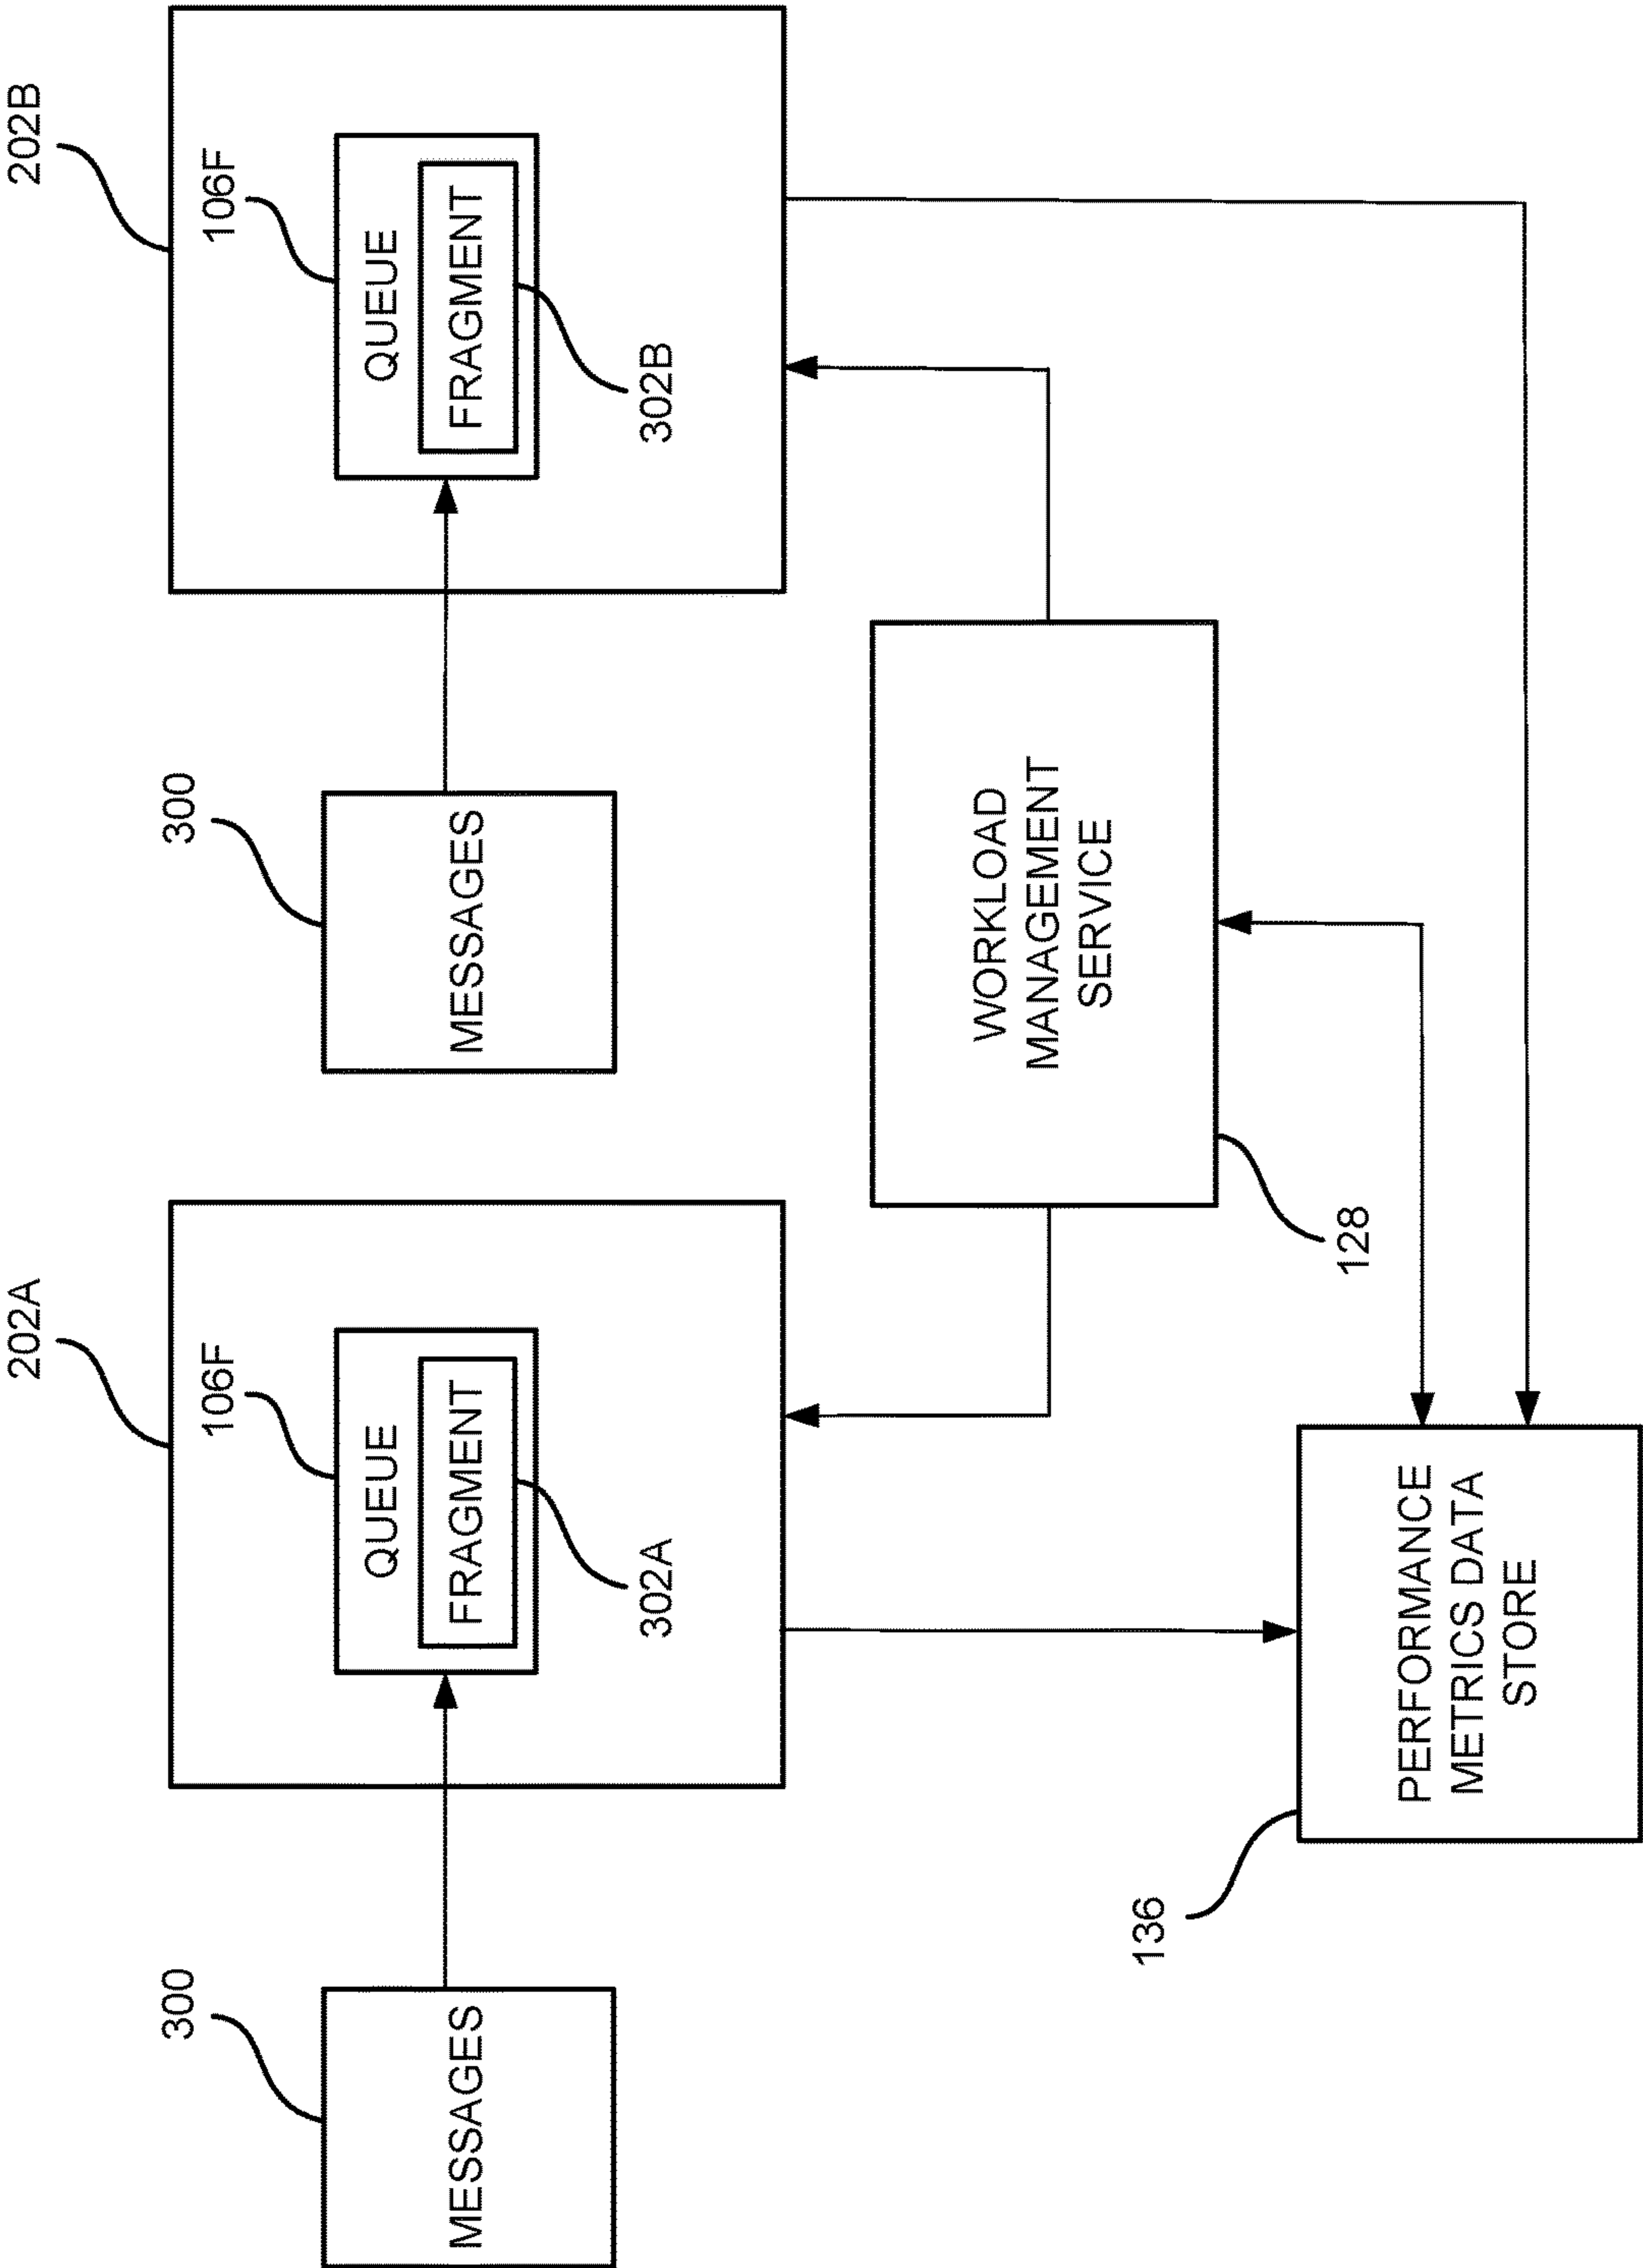 202A
202B
300
106F
300
106F
MESSAGES
QUEUE
FRAGMENT
MESSAGES
QUEUE
FRAGMENT
302A
302B
WORKLOAD
MANAGEMENT
SERVICE
136
128
PERFORMANCE
METRICS DATA
STORE